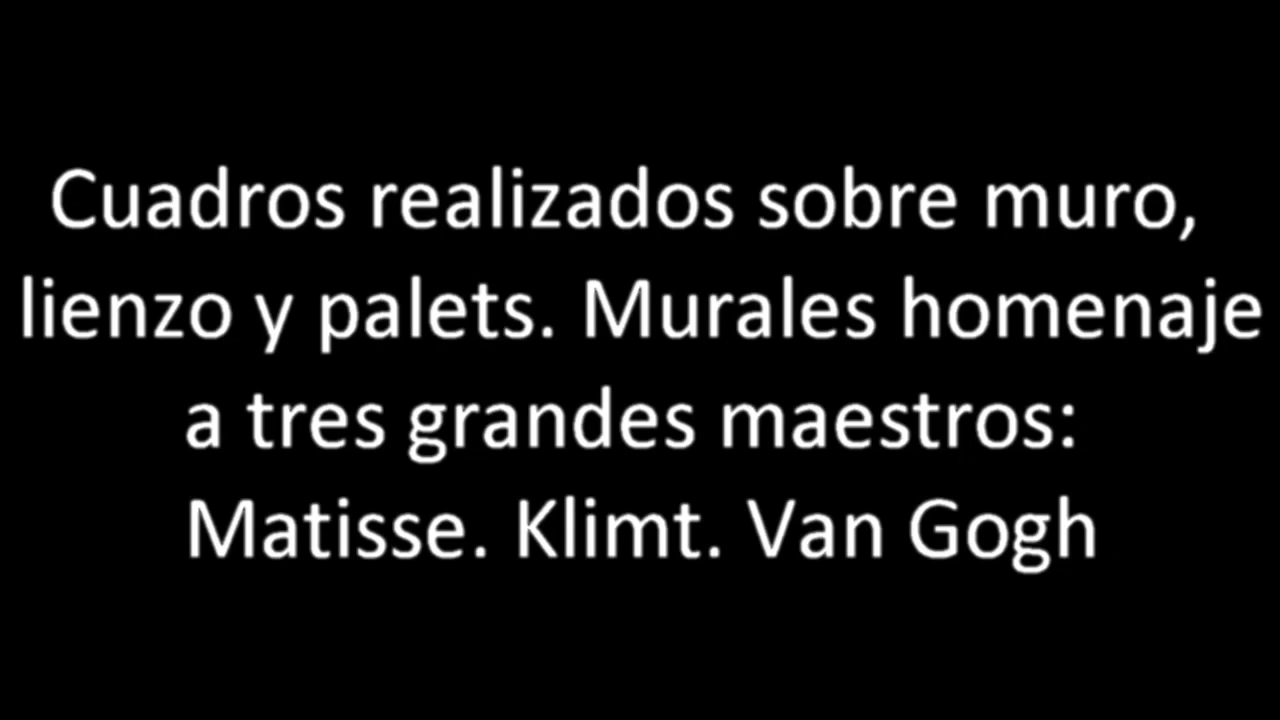 Cuadros realizados sobre muro,
lienzo y palets. Murales homenaje
a tres grandes maestros:
Matisse. Klimt. Van Gogh